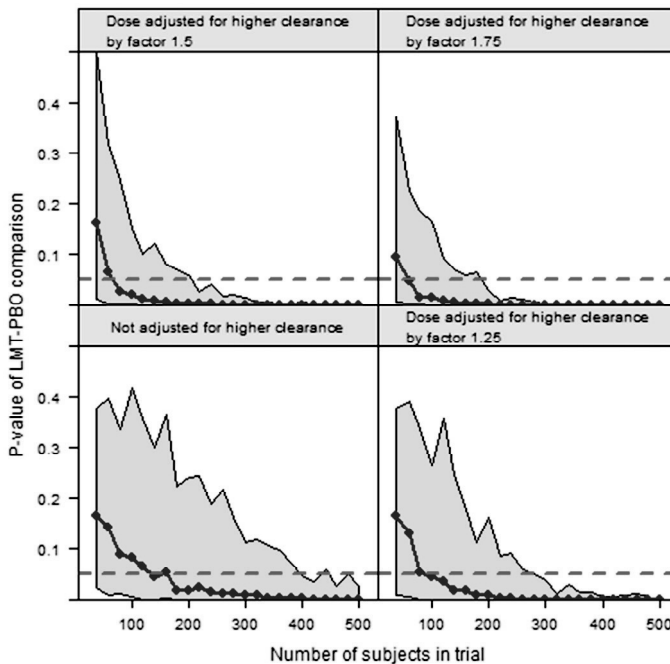 Dose adjusted for higher clearance
by factor 1.5
Dose adjusted for higher clearance
by factor 1.75
0.4
0.3
0.2
0.1
Not adjusted for higher clearance
Dose adjusted for higher clearance
by factor 1.25
0.4
0.3
0.2
0.1
P-value of LMT-PBO comparison
100
200
300
400
500
100
200
300
400
500
Number of subjects in trial